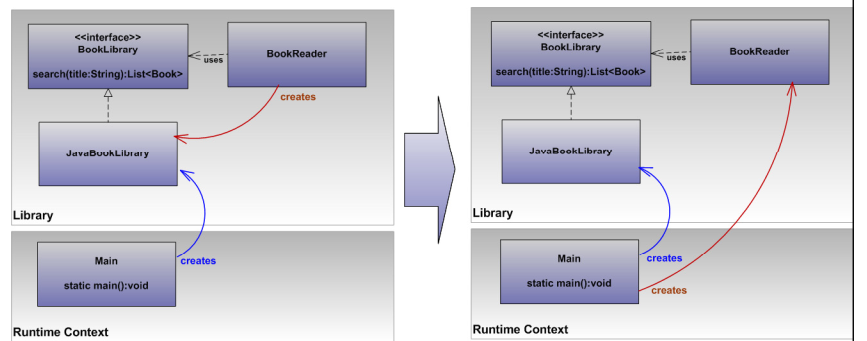 <<interface>>
BookLibrary
search(title:String):List<Book>
uses
BookReader
creates
JavaBookLibrary
Library
Main
static main():void
creates
Runtime Context
<<interface>>
BookLibrary
search(title:String):List<Book>
uses
BookReader
JavaBookLibrary
Library
Main
static main():void
creates
creates
Runtime Context